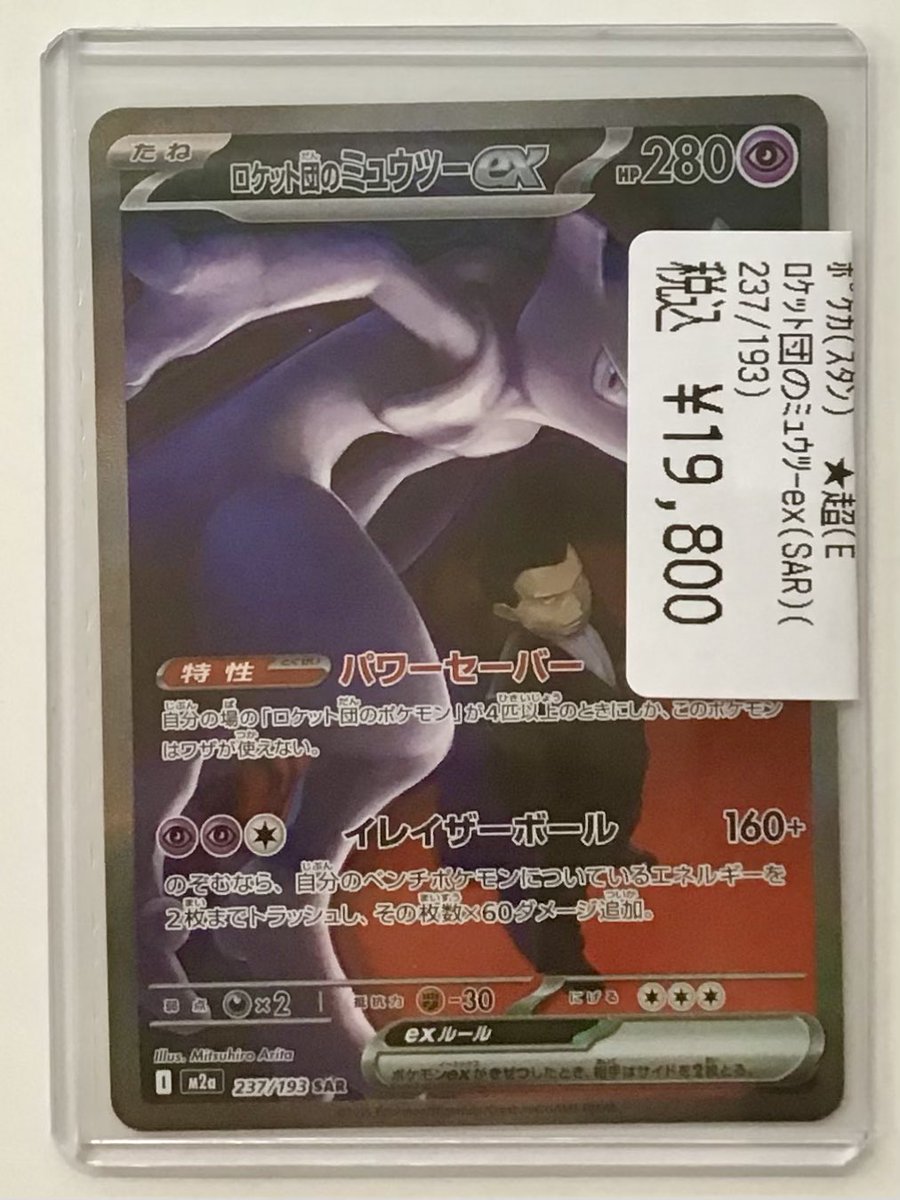 たね
ロケット団のミュウツーex
HP280
ﾎﾟｹｶ(ｽﾀﾝ) ★超(E
ﾛｹｯﾄ団のﾐｭｳﾂｰex(SAR)(
237/193)
税込 ¥19,800
特性 パワーセーバー
自分の場の「ロケット団のポケモン」が4匹以上のときにしか、このポケモン
はワザが使えない。
イレイザーボール 160+
のぞむなら、自分のベンチポケモンについているエネルギーを
2枚までトラッシュし、その枚数×60ダメージ追加。
弱点 ×2 抵抗力 -30 にげる
exルール
ポケモンexがきぜつしたとき、相手はサイドを2枚とる。
Illus. Mitsuhiro Arita
I m2a 237/193 SAR